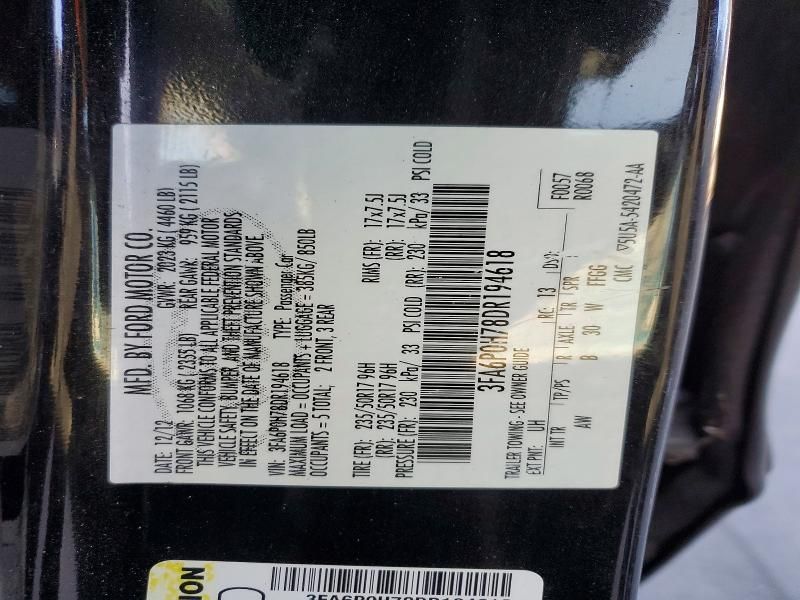 MFD. BY FORD MOTOR CO.
DATE: 12/12 GVWR: 2023 KG ( 4460 LB)
FRONT GAWR: 1068 KG ( 2355 LB) REAR GAWR: 959 KG ( 2115 LB)
THIS VEHICLE CONFORMS TO ALL APPLICABLE FEDERAL MOTOR
VEHICLE SAFETY, BUMPER, AND THEFT PREVENTION STANDARDS
IN EFFECT ON THE DATE OF MANUFACTURE SHOWN ABOVE.
VIN: 3FA6P0H78DR194618 TYPE: Passenger Car
MAXIMUM LOAD = OCCUPANTS + LUGGAGE = 385KG/ 850LB
OCCUPANTS = 5 TOTAL: 2 FRONT, 3 REAR
TIRE (FR): 235/50R17 96H RIMS (FR): 17x7.5J
(RR): 235/50R17 96H (RR): 17x7.5J
PRESSURE (FR): 230 kPa/ 33 PSI COLD (RR): 230 kPa/ 33 PSI COLD
3FA6P0H78DR194618
TRAILER TOWING - SEE OWNER GUIDE F0057
EXT PNT: UH RC: 13 DSO: R0068
INT TR TP/PS R AXLE TR SPR
AW B 30 W FFGG
CMC ▽5U5A-5420472-AA
3FA6P0H78DR194618